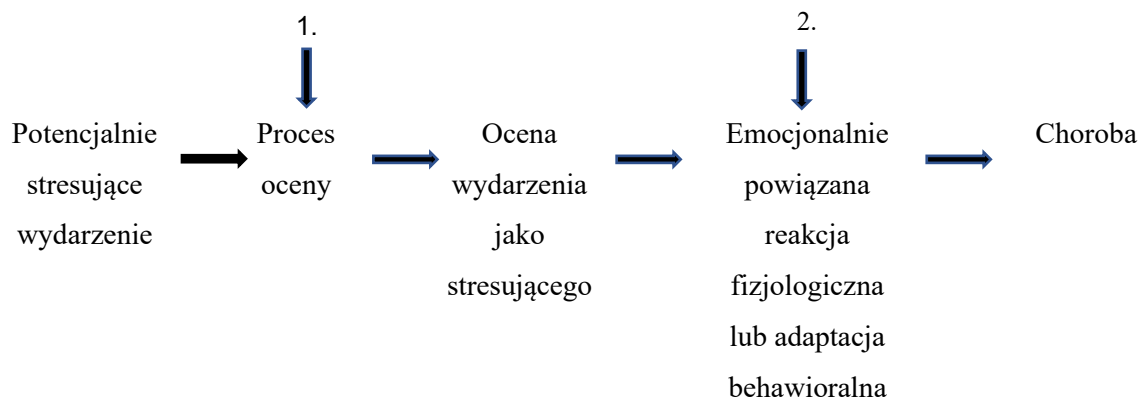 1.
2.
Potencjalnie
stresujące
wydarzenie
Proces
oceny
Ocena
wydarzenia
jako
stresującego
Emocjonalnie
powiązana
reakcja
fizjologiczna
lub adaptacja
behawioralna
Choroba